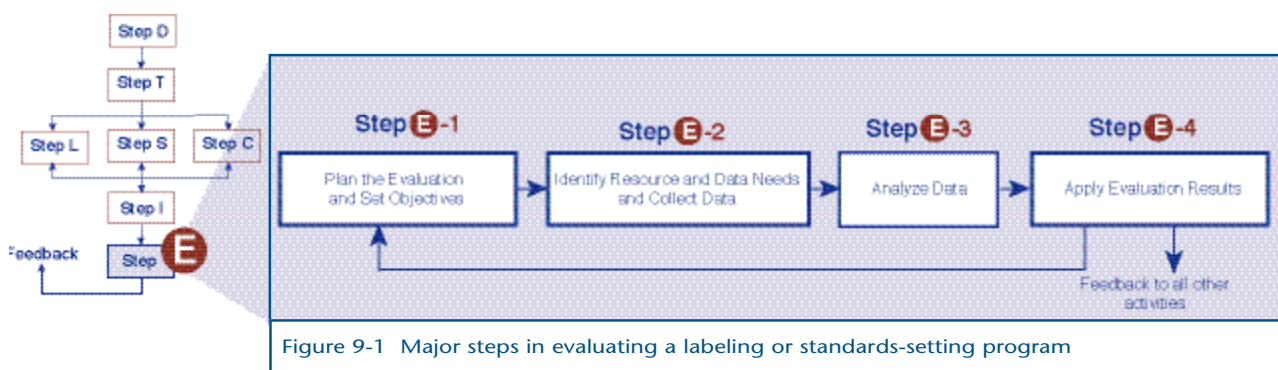 Step D
Step T
Step L
Step S
Step C
Step I
Feedback
Step E
Step E-1
Plan the Evaluation
and Set Objectives
Step E-2
Identify Resource and Data Needs
and Collect Data
Step E-3
Analyze Data
Step E-4
Apply Evaluation Results
Feedback to all other
activities
Figure 9-1 Major steps in evaluating a labeling or standards-setting program